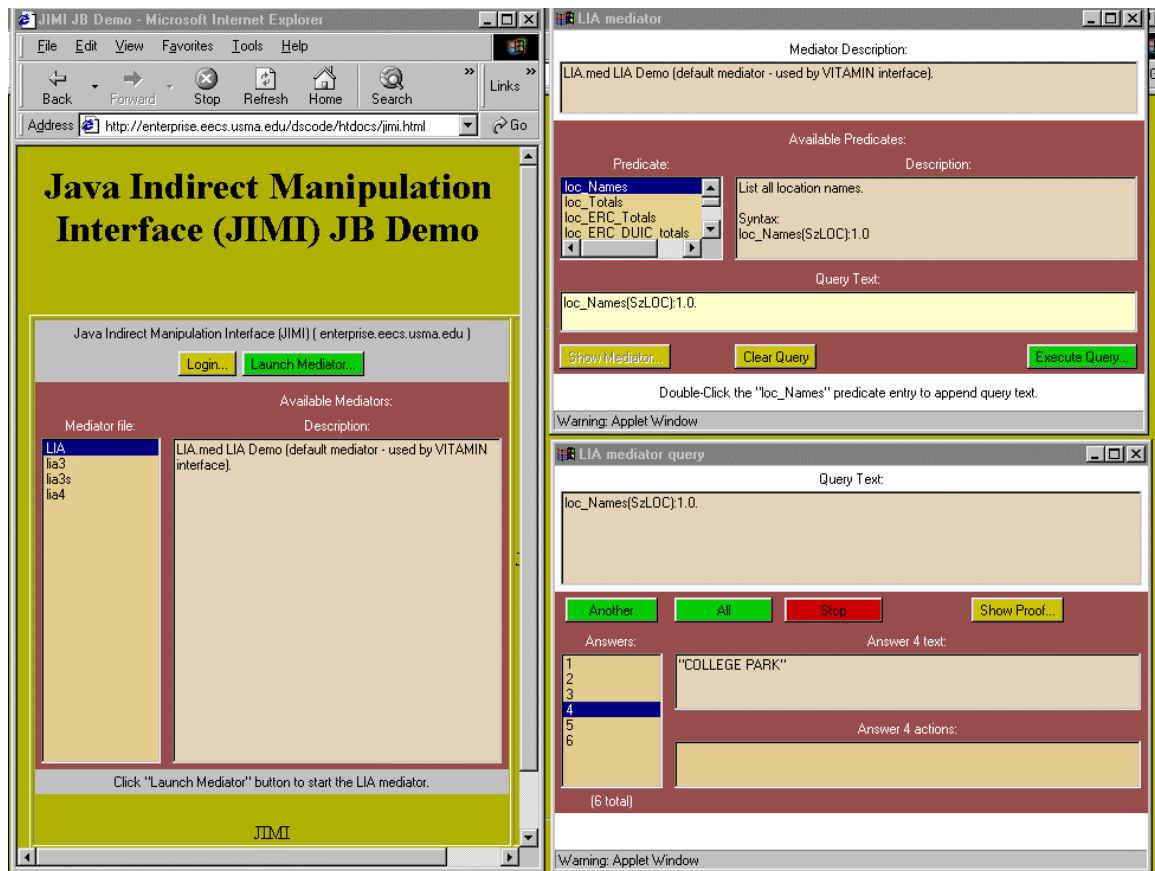 JIMI JB Demo - Microsoft Internet Explorer
File Edit View Favorites Tools Help
Back Forward Stop Refresh Home Search » Links »
Address http://enterprise.eecs.usma.edu/dscode/htdocs/jimi.html Go
Java Indirect Manipulation
Interface (JIMI) JB Demo
Java Indirect Manipulation Interface (JIMI) ( enterprise.eecs.usma.edu )
Login... Launch Mediator...
Available Mediators:
Mediator file: Description:
LIA
lia3
lia3s
lia4
LIA.med LIA Demo (default mediator - used by VITAMIN
interface).
Click "Launch Mediator" button to start the LIA mediator.
JIMI
LIA mediator
Mediator Description:
LIA.med LIA Demo (default mediator - used by VITAMIN interface).
Available Predicates:
Predicate: Description:
loc_Names
loc_Totals
loc_ERC_Totals
loc_ERC_DUIC_totals
List all location names.
Syntax:
loc_Names(SzLOC):1.0
Query Text:
loc_Names(SzLOC):1.0.
Show Mediator... Clear Query Execute Query...
Double-Click the "loc_Names" predicate entry to append query text.
Warning: Applet Window
LIA mediator query
Query Text:
loc_Names(SzLOC):1.0.
Another All Stop Show Proof...
Answers: Answer 4 text:
1
2
3
4
5
6
"COLLEGE PARK"
Answer 4 actions:
(6 total)
Warning: Applet Window